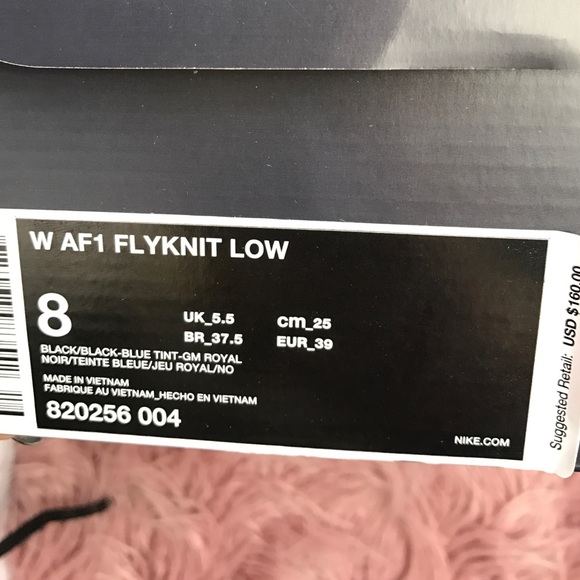 W AF1 FLYKNIT LOW
8
UK_5.5 cm_25
BR_37.5 EUR_39
BLACK/BLACK-BLUE TINT-GM ROYAL
NOIR/TEINTE BLEUE/JEU ROYAL/NO
MADE IN VIETNAM
FABRIQUE AU VIETNAM_HECHO EN VIETNAM
820256 004
NIKE.COM
Suggested Retail: USD $160.00